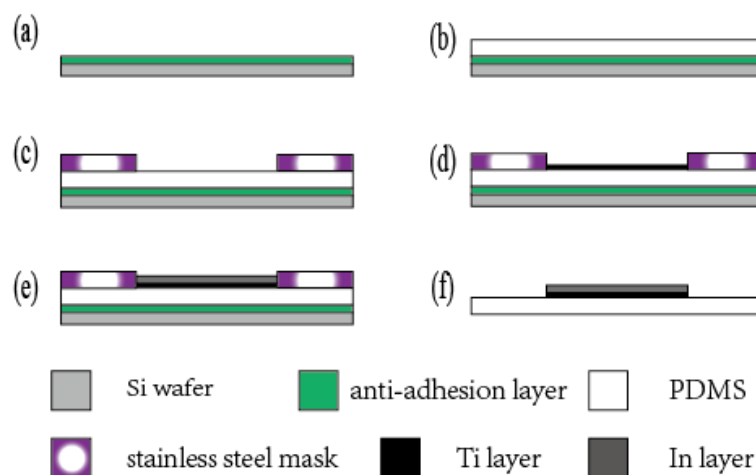 (a)
(b)
(c)
(d)
(e)
(f)
Si wafer
anti-adhesion layer
PDMS
stainless steel mask
Ti layer
In layer